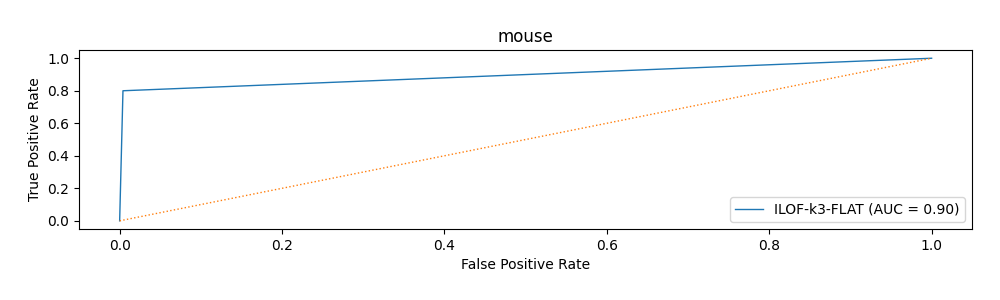 mouse
True Positive Rate
1.0
0.8
0.6
0.4
0.2
0.0
ILOF-k3-FLAT (AUC = 0.90)
0.0 0.2 0.4 0.6 0.8 1.0
False Positive Rate